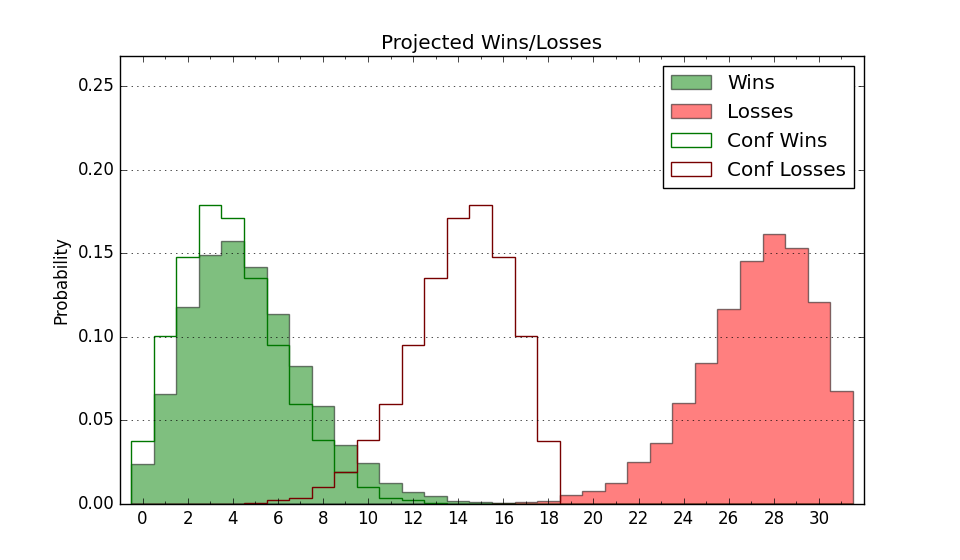 Projected Wins/Losses
Probability
0.25
0.20
0.15
0.10
0.05
0.00
0 2 4 6 8 10 12 14 16 18 20 22 24 26 28 30
Wins
Losses
Conf Wins
Conf Losses